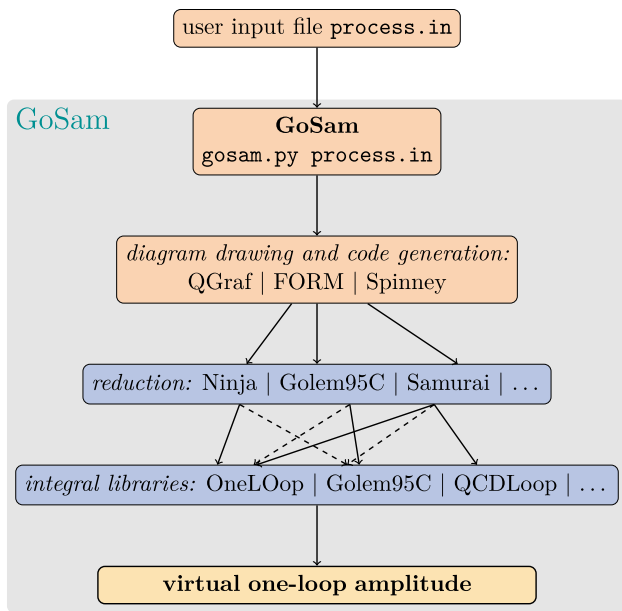 user input file process.in
GoSam
GoSam
gosam.py process.in
diagram drawing and code generation:
QGraf | FORM | Spinney
reduction: Ninja | Golem95C | Samurai | ...
integral libraries: OneLOop | Golem95C | QCDLoop | ...
virtual one-loop amplitude